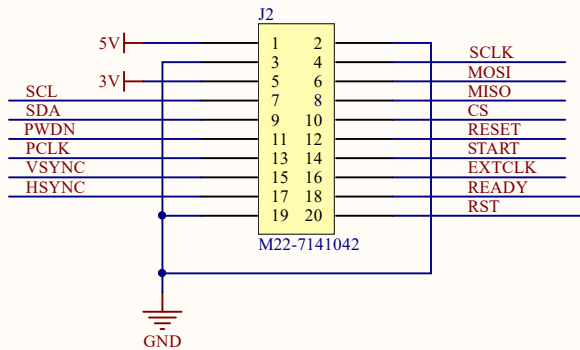 J2
5V 1 2
3 4 SCLK
3V 5 6 MOSI
SCL 7 8 MISO
SDA 9 10 CS
PWDN 11 12 RESET
PCLK 13 14 START
VSYNC 15 16 EXTCLK
HSYNC 17 18 READY
19 20 RST
M22-7141042
GND